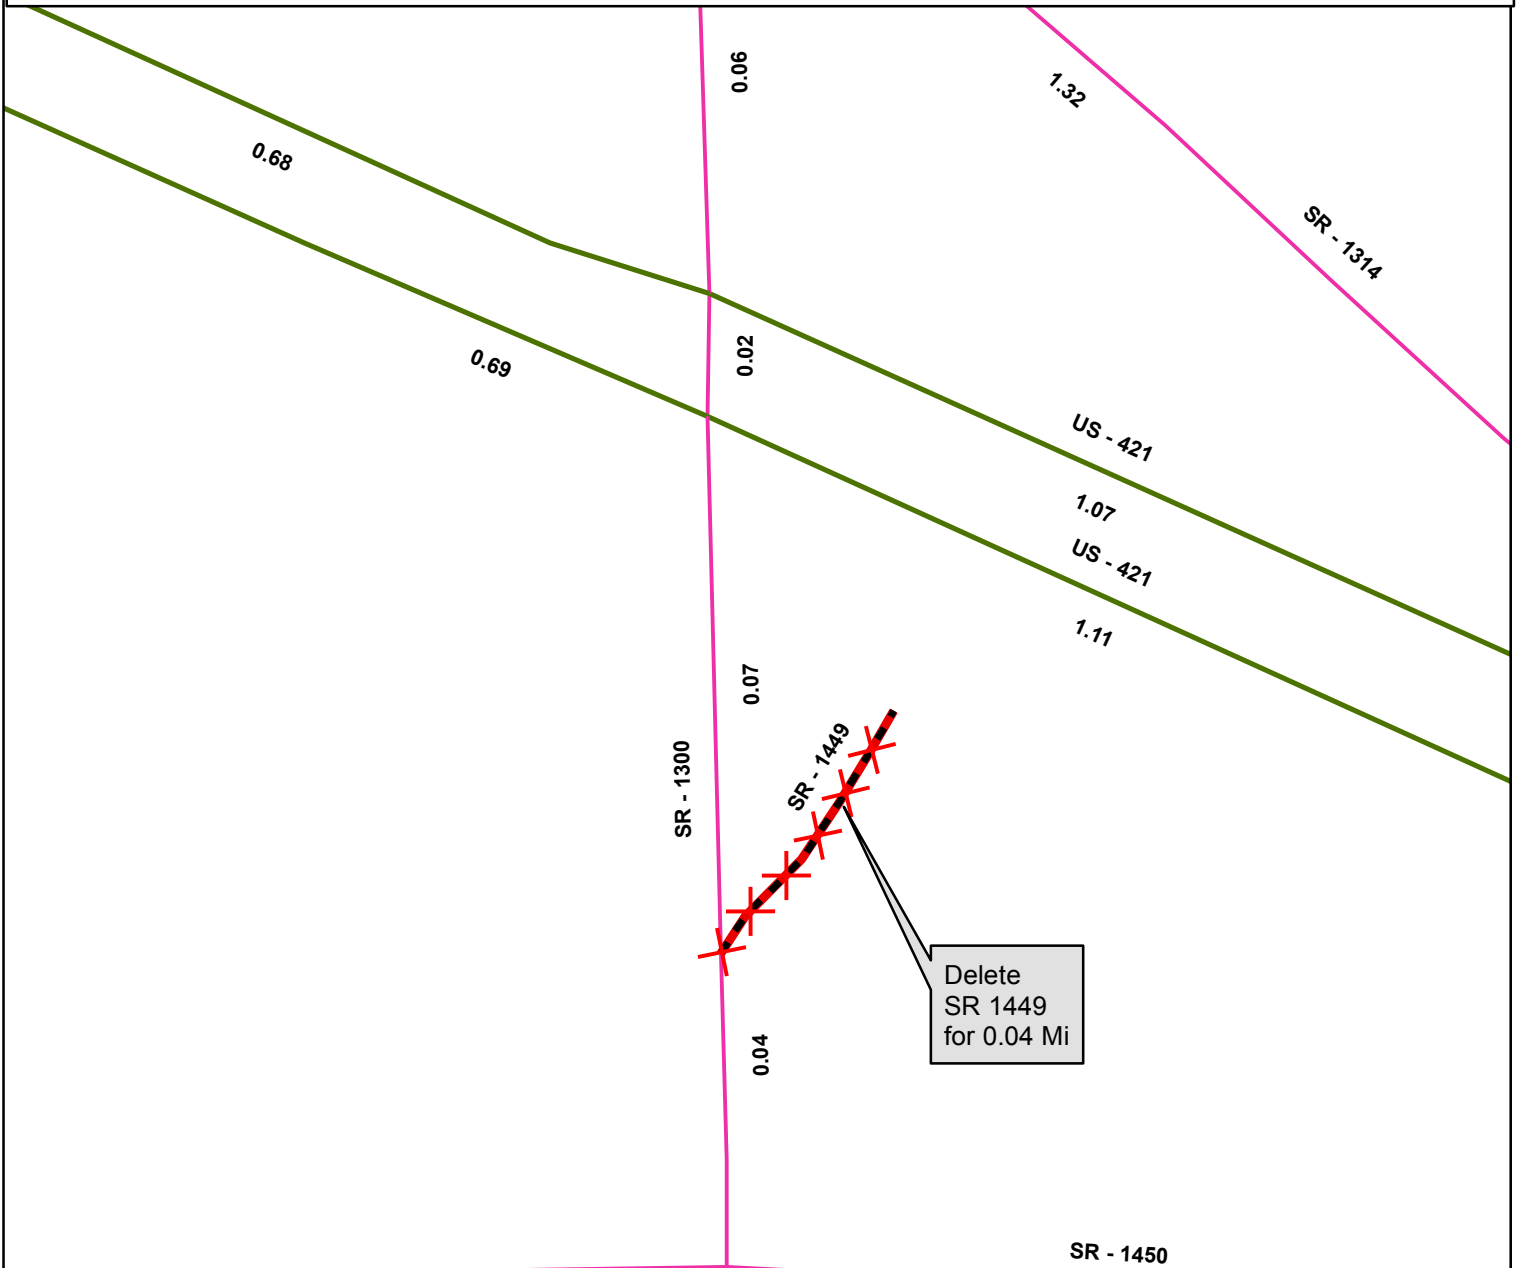 0.06
1.32
0.68
SR - 1314
0.02
0.69
US - 421
1.07
US - 421
1.11
0.07
SR - 1449
SR - 1300
Delete
SR 1449
for 0.04 Mi
0.04
SR - 1450